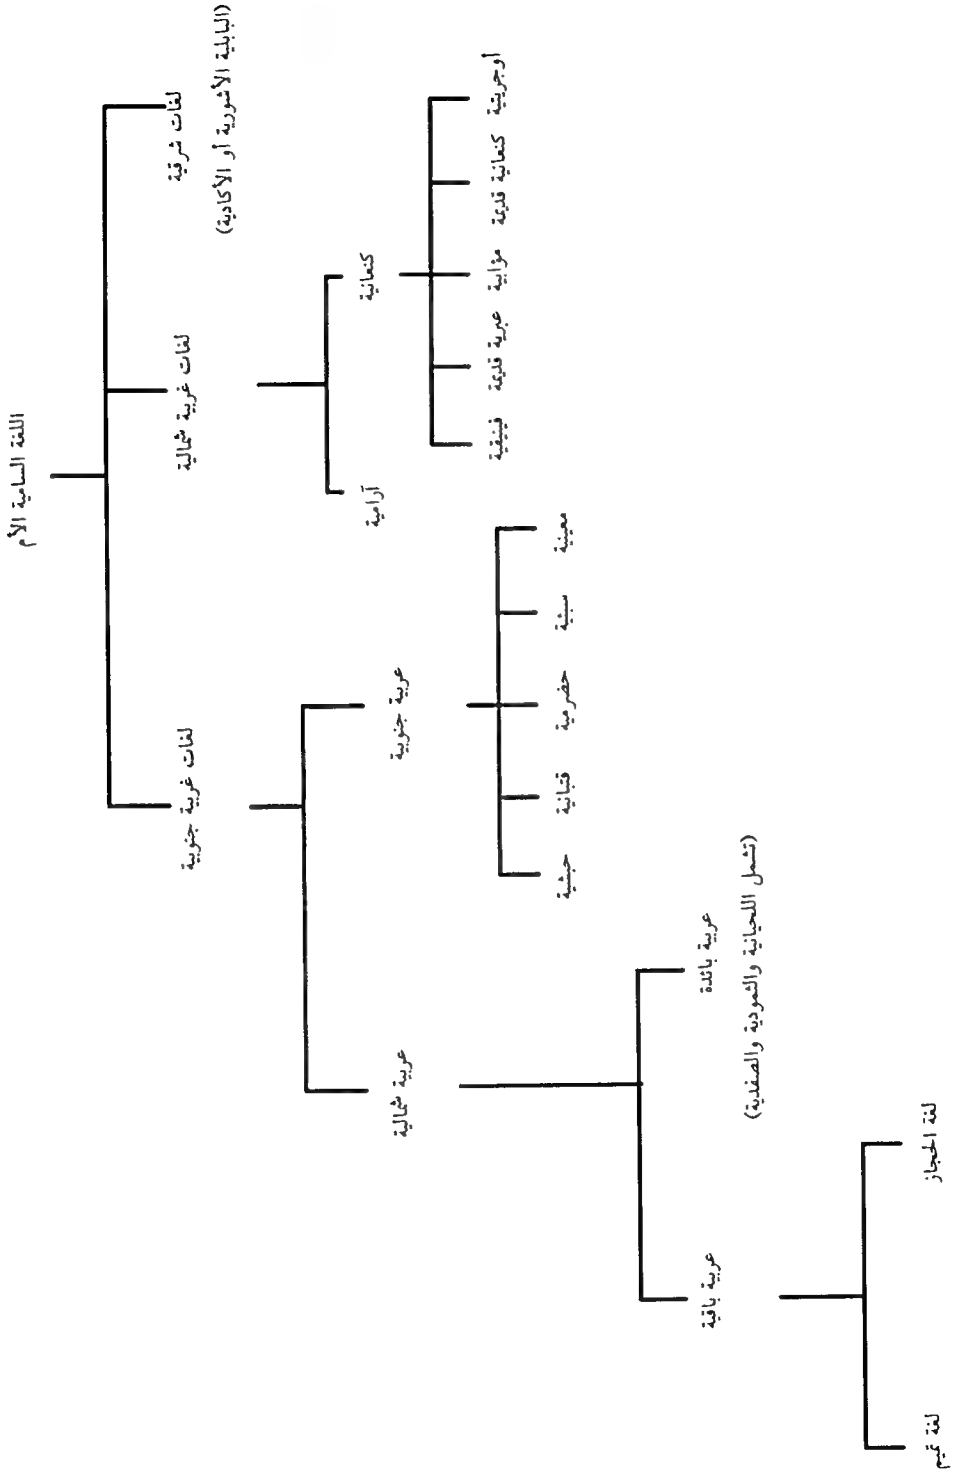 اللغة السامية الأم
لغات شرقية
(البابلية الأشورية أو الأكادية)
لغات غربية شمالية
لغات غربية جنوبية
كنعانية
آرامية
أوجريتية
كنعانية قديمة
مؤابية
عبرية قديمة
فينيقية
عربية جنوبية
عربية شمالية
معينية
سبئية
حضرمية
قتبانية
حبشية
عربية بائدة
(تشمل اللحيانية والثمودية والصفدية)
عربية باقية
لغة الحجاز
لغة تميم